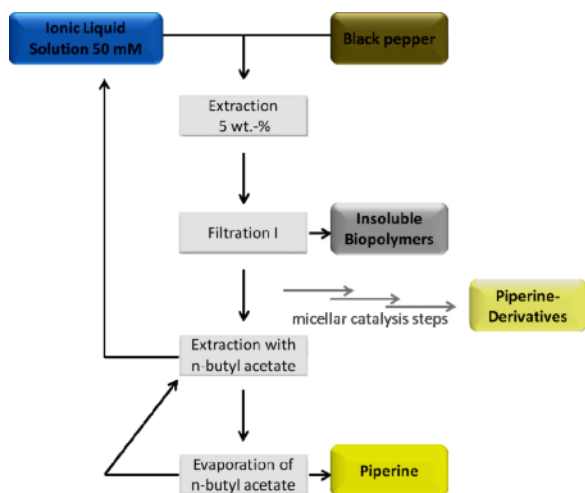 Ionic Liquid
Solution 50 mM
Black pepper
Extraction
5 wt.-%
Filtration I
Insoluble
Biopolymers
micellar catalysis steps
Piperine-
Derivatives
Extraction with
n-butyl acetate
Evaporation of
n-butyl acetate
Piperine